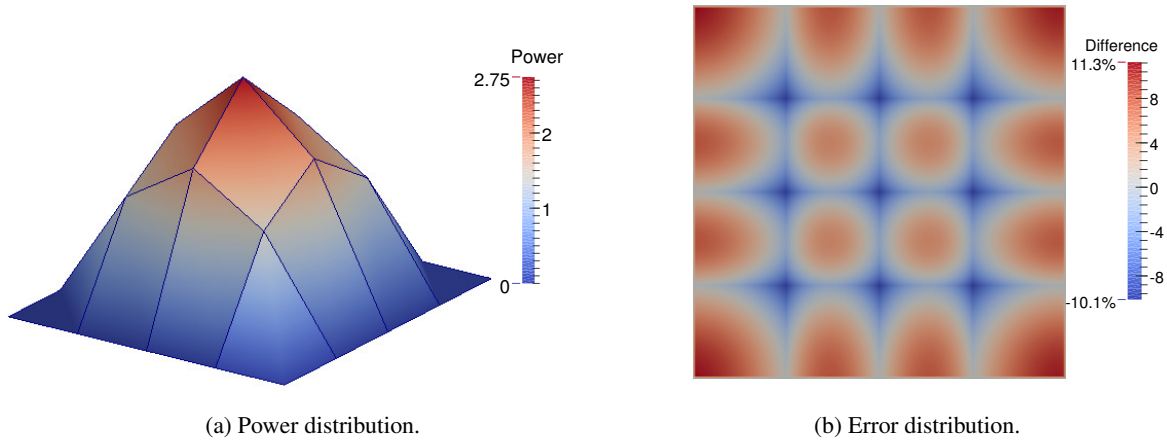 Power
2.75
2
1
0
(a) Power distribution.
Difference
11.3%
8
4
0
-4
-8
-10.1%
(b) Error distribution.